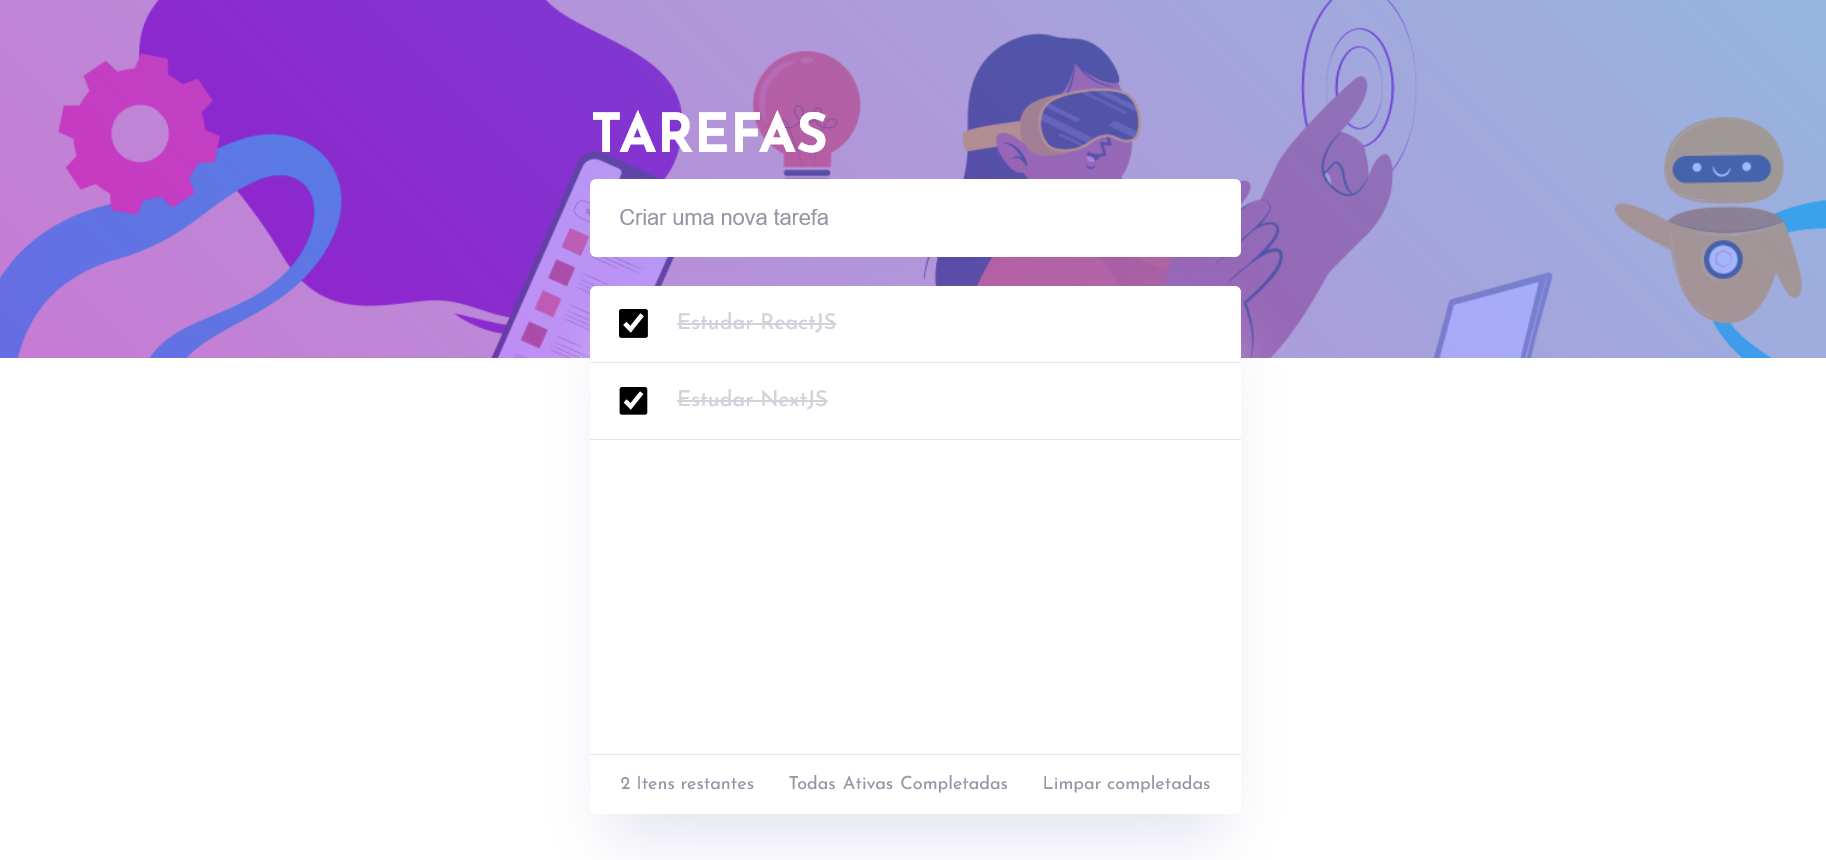 TAREFAS
Criar uma nova tarefa
Estudar ReactJS
Estudar NextJS
2 Itens restantes Todas Ativas Completadas Limpar completadas